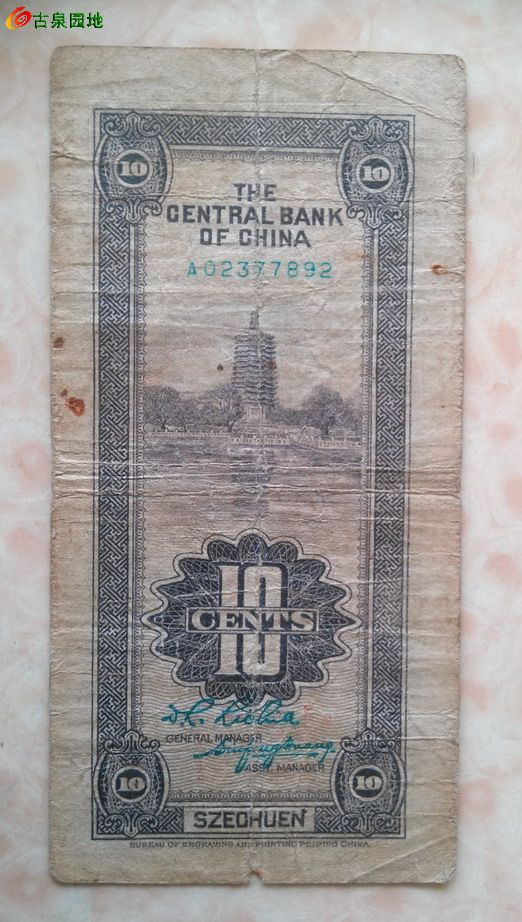 古泉园地
10 10
THE
CENTRAL BANK
OF CHINA
A02377892
10
CENTS
GENERAL MANAGER
ASST. MANAGER
10 10
SZECHUEN
BUREAU OF ENGRAVING AND PRINTING PEIPING CHINA